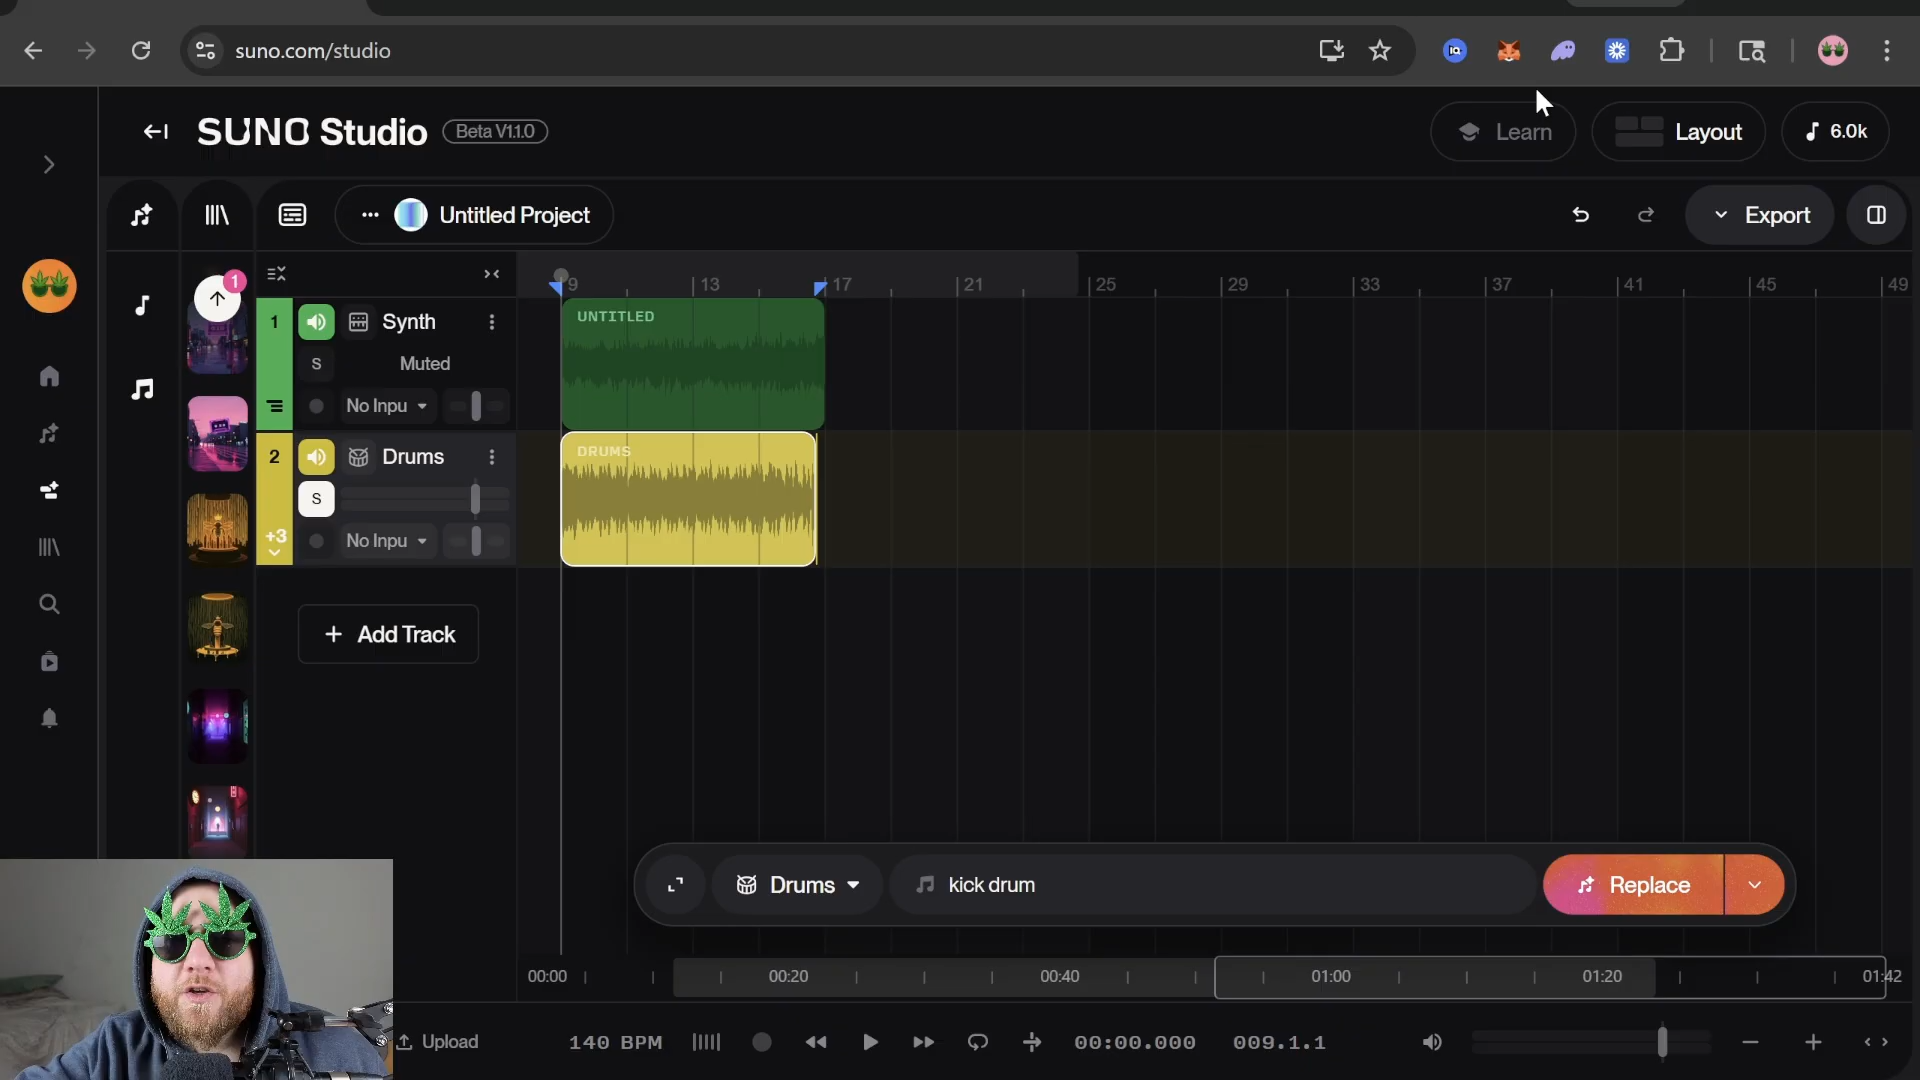 suno.com/studio
SUNO Studio
Beta V1.1.0
Learn
Layout
6.0k
Untitled Project
Export
1
9
13
17
21
25
29
33
37
41
45
49
1
Synth
S
Muted
No Inpu
UNTITLED
2
Drums
S
+3
No Inpu
DRUMS
+ Add Track
Drums
kick drum
Replace
00:00
00:20
00:40
01:00
01:20
01:42
Upload
140 BPM
00:00.000
009.1.1